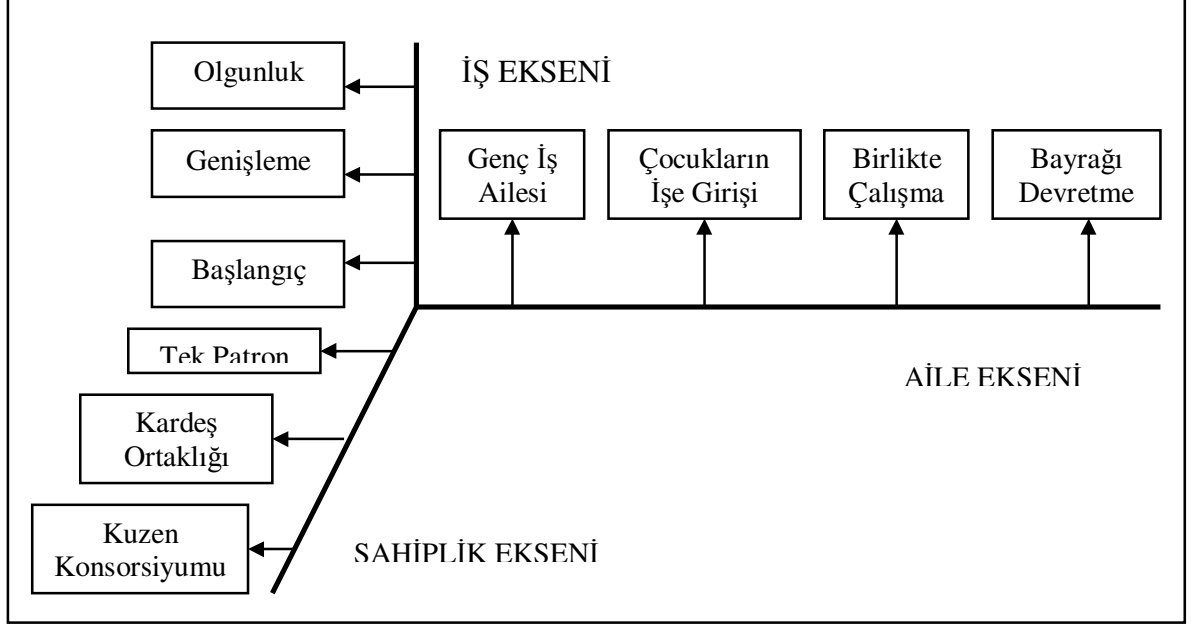 Olgunluk
İŞ EKSENİ
Genişleme
Genç İş
Ailesi
Çocukların
İşe Girişi
Birlikte
Çalışma
Bayrağı
Devretme
Başlangıç
Tek Patron
AİLE EKSENİ
Kardeş
Ortaklığı
Kuzen
Konsorsiyumu
SAHİPLİK EKSENİ